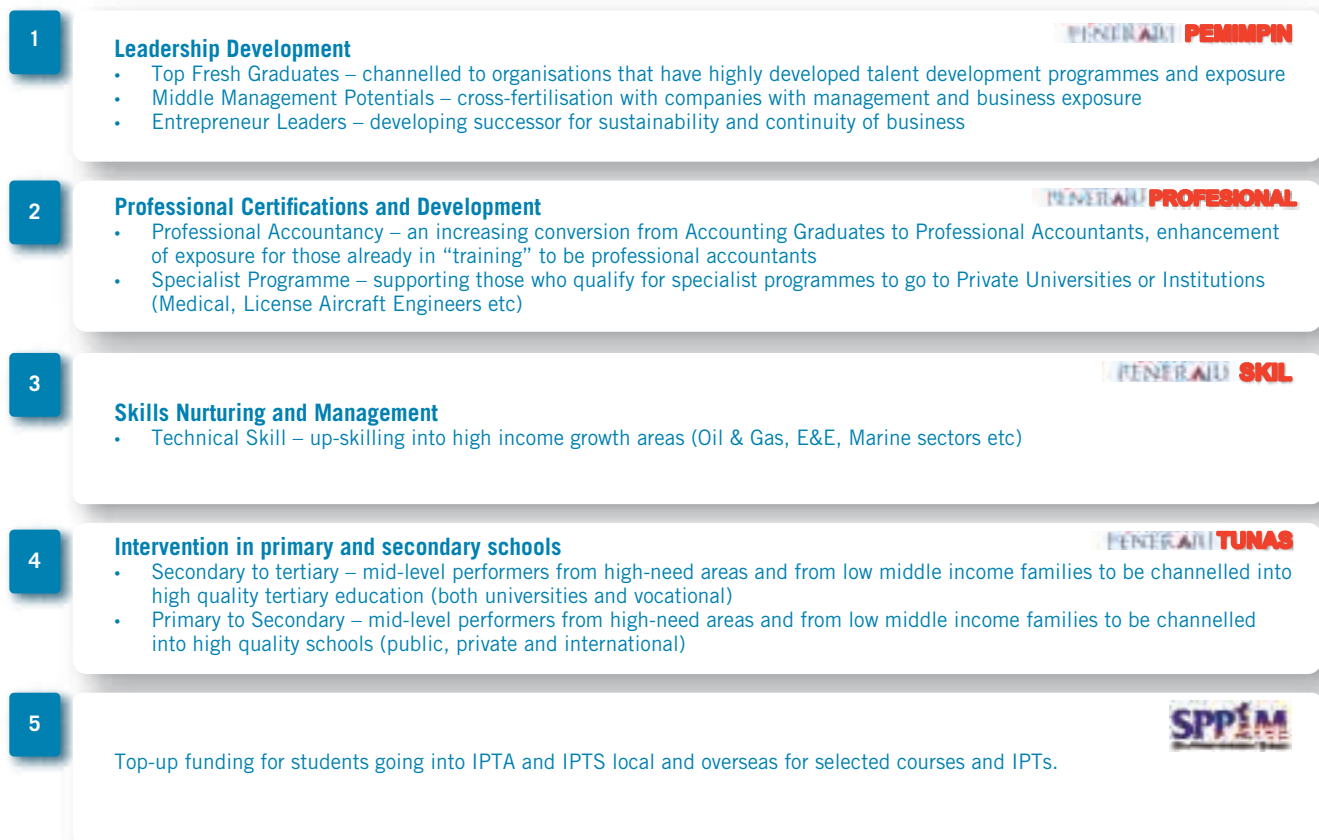 1
PENERAJU PEMIMPIN
Leadership Development
• Top Fresh Graduates – channelled to organisations that have highly developed talent development programmes and exposure
• Middle Management Potentials – cross-fertilisation with companies with management and business exposure
• Entrepreneur Leaders – developing successor for sustainability and continuity of business
2
PENERAJU PROFESIONAL
Professional Certifications and Development
• Professional Accountancy – an increasing conversion from Accounting Graduates to Professional Accountants, enhancement
of exposure for those already in “training” to be professional accountants
• Specialist Programme – supporting those who qualify for specialist programmes to go to Private Universities or Institutions
(Medical, License Aircraft Engineers etc)
3
PENERAJU SKIL
Skills Nurturing and Management
• Technical Skill – up-skilling into high income growth areas (Oil & Gas, E&E, Marine sectors etc)
4
PENERAJU TUNAS
Intervention in primary and secondary schools
• Secondary to tertiary – mid-level performers from high-need areas and from low middle income families to be channelled into
high quality tertiary education (both universities and vocational)
• Primary to Secondary – mid-level performers from high-need areas and from low middle income families to be channelled
into high quality schools (public, private and international)
5
SPP1M
Top-up funding for students going into IPTA and IPTS local and overseas for selected courses and IPTs.